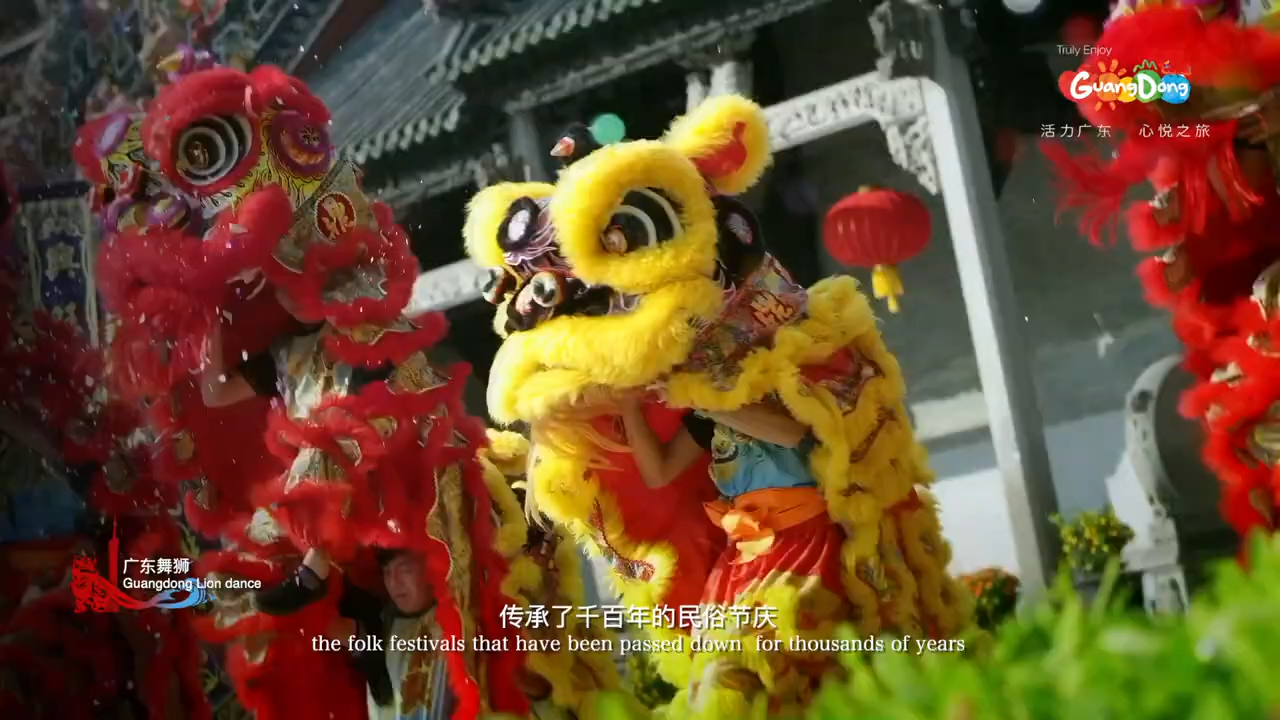 Truly Enjoy
GuangDong
活力广东 心悦之旅
广东舞狮
Guangdong Lion dance
传承了千百年的民俗节庆
the folk festivals that have been passed down for thousands of years